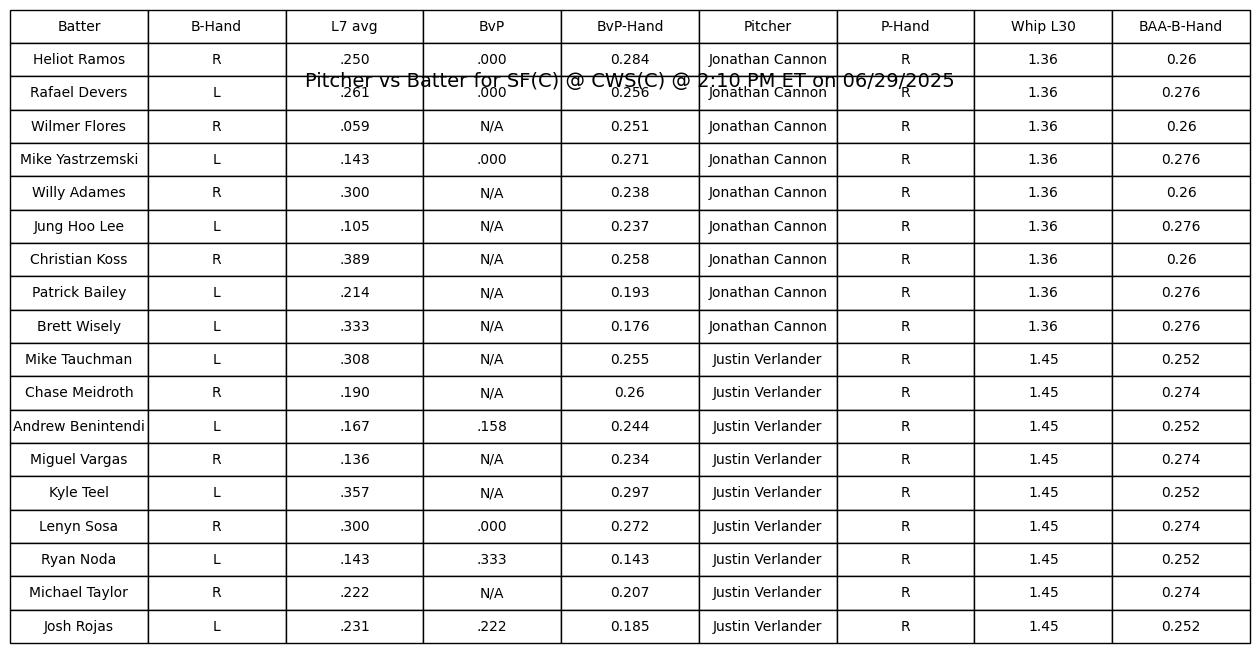 Batter B-Hand L7 avg BvP BvP-Hand Pitcher P-Hand Whip L30 BAA-B-Hand
Heliot Ramos R .250 .000 0.284 Jonathan Cannon R 1.36 0.26
Pitcher vs Batter for SF(C) @ CWS(C) @ 2:10 PM ET on 06/29/2025
Rafael Devers L .261 .000 0.256 Jonathan Cannon R 1.36 0.276
Wilmer Flores R .059 N/A 0.251 Jonathan Cannon R 1.36 0.26
Mike Yastrzemski L .143 .000 0.271 Jonathan Cannon R 1.36 0.276
Willy Adames R .300 N/A 0.238 Jonathan Cannon R 1.36 0.26
Jung Hoo Lee L .105 N/A 0.237 Jonathan Cannon R 1.36 0.276
Christian Koss R .389 N/A 0.258 Jonathan Cannon R 1.36 0.26
Patrick Bailey L .214 N/A 0.193 Jonathan Cannon R 1.36 0.276
Brett Wisely L .333 N/A 0.176 Jonathan Cannon R 1.36 0.276
Mike Tauchman L .308 N/A 0.255 Justin Verlander R 1.45 0.252
Chase Meidroth R .190 N/A 0.26 Justin Verlander R 1.45 0.274
Andrew Benintendi L .167 .158 0.244 Justin Verlander R 1.45 0.252
Miguel Vargas R .136 N/A 0.234 Justin Verlander R 1.45 0.274
Kyle Teel L .357 N/A 0.297 Justin Verlander R 1.45 0.252
Lenyn Sosa R .300 .000 0.272 Justin Verlander R 1.45 0.274
Ryan Noda L .143 .333 0.143 Justin Verlander R 1.45 0.252
Michael Taylor R .222 N/A 0.207 Justin Verlander R 1.45 0.274
Josh Rojas L .231 .222 0.185 Justin Verlander R 1.45 0.252